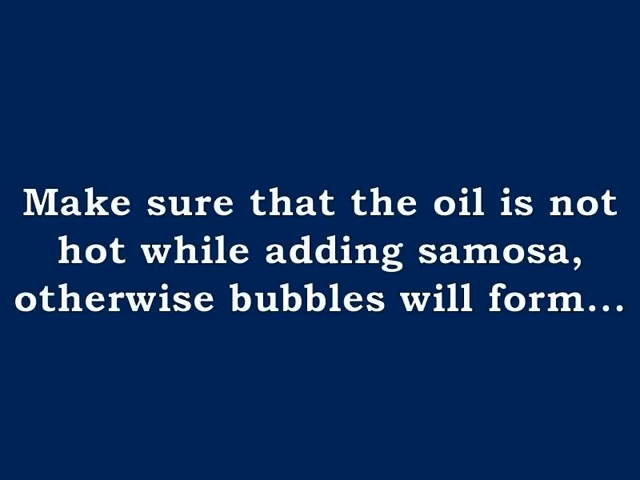 Make sure that the oil is not
hot while adding samosa,
otherwise bubbles will form...